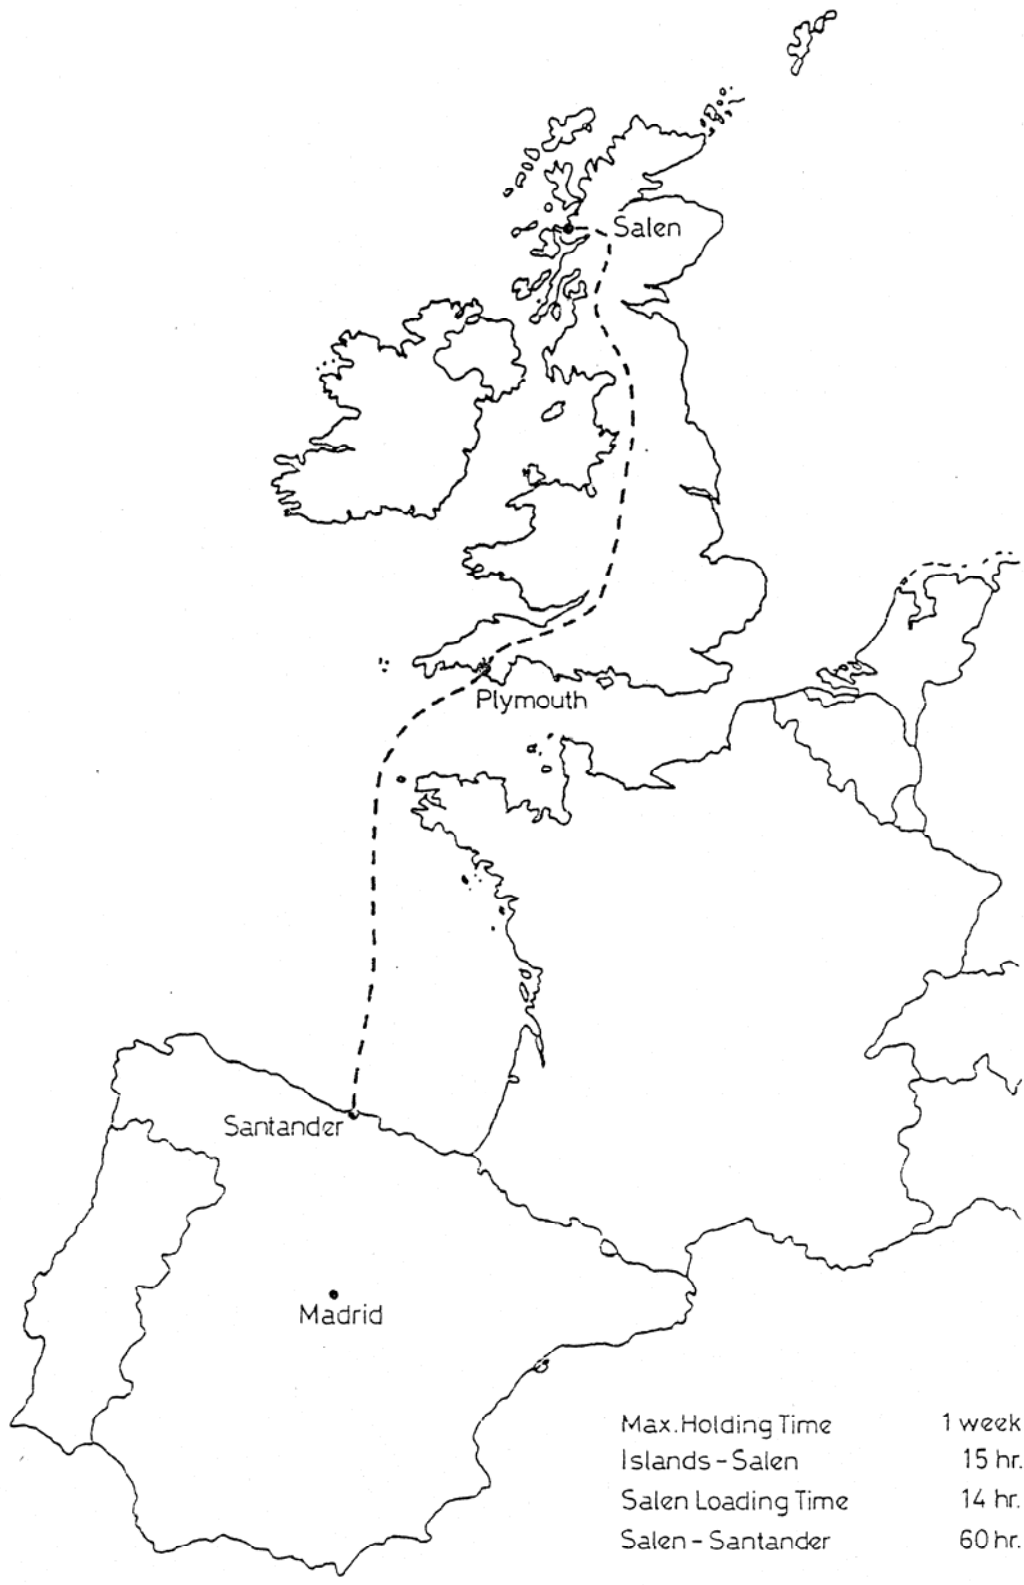 Salen
Plymouth
Santander
Madrid
Max. Holding Time 1 week
Islands - Salen 15 hr.
Salen Loading Time 14 hr.
Salen - Santander 60 hr.